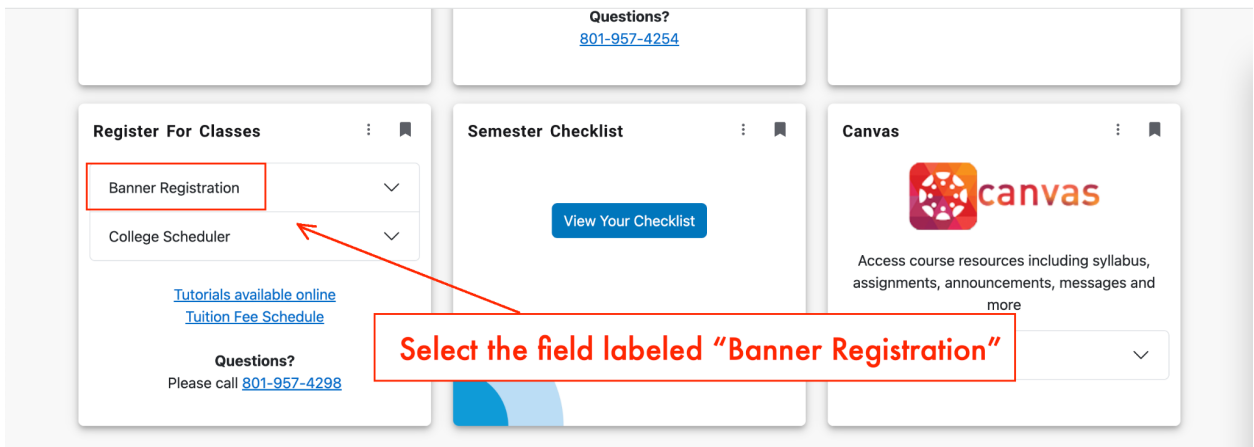 Questions?
801-957-4254
Register For Classes
Banner Registration
College Scheduler
Tutorials available online
Tuition Fee Schedule
Questions?
Please call 801-957-4298
Semester Checklist
View Your Checklist
Canvas
canvas
Access course resources including syllabus,
assignments, announcements, messages and
more
Select the field labeled “Banner Registration”